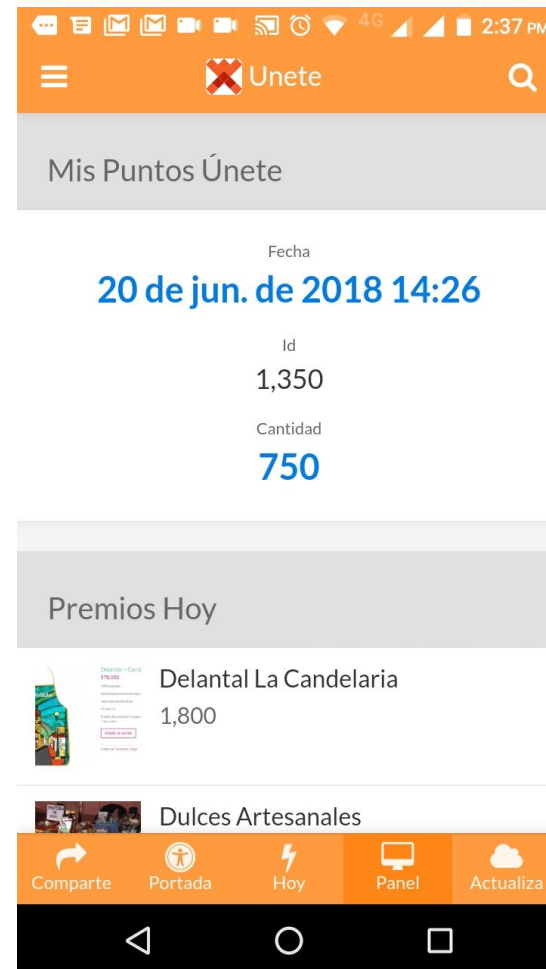 4G 2:37 PM
Unete
Mis Puntos Únete
Fecha
20 de jun. de 2018 14:26
Id
1,350
Cantidad
750
Premios Hoy
Delantal La Candelaria
1,800
Dulces Artesanales
Comparte Portada Hoy Panel Actualiza